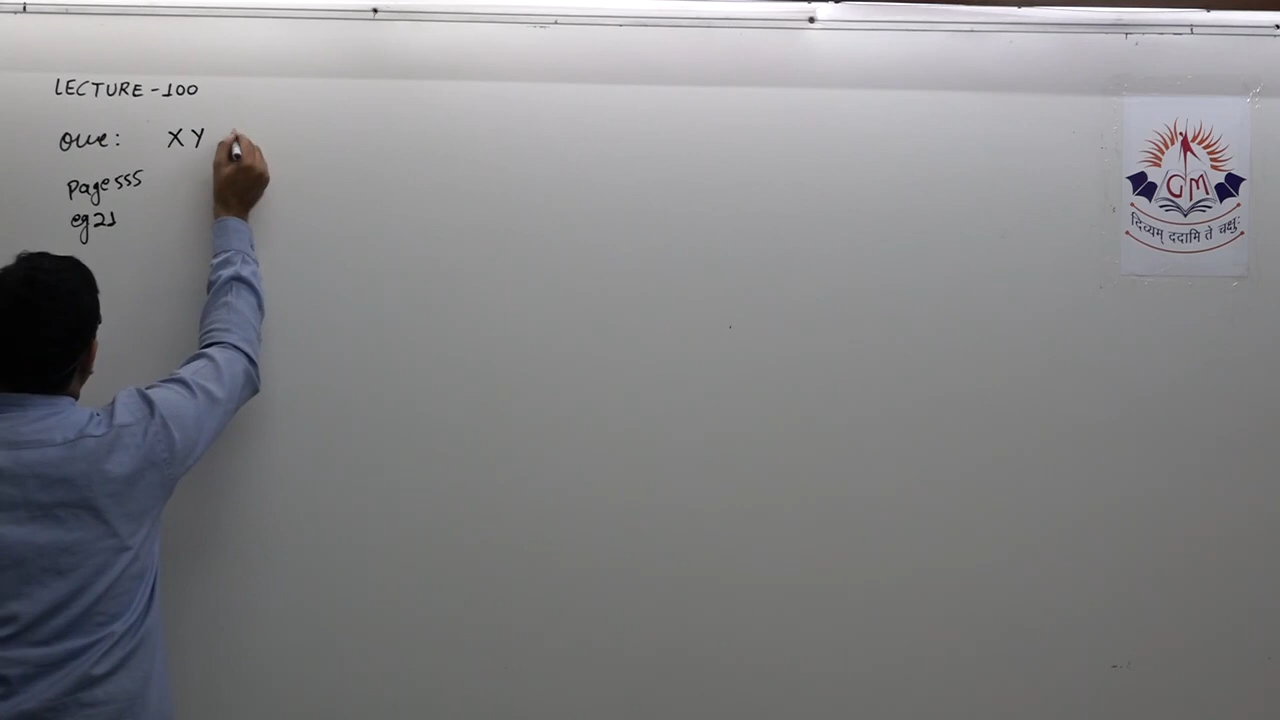 LECTURE - 100
Que: X Y
Page 555
eg 21
GM
दिव्यम् ददामि ते चक्षुः